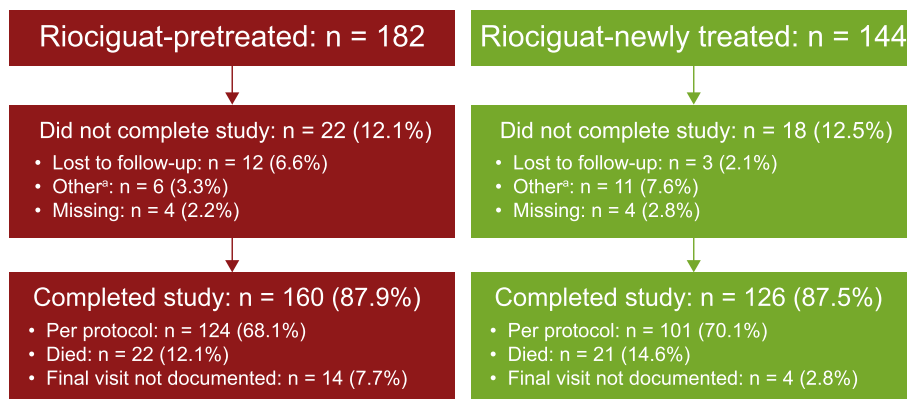 Riociguat-pretreated: n = 182
Did not complete study: n = 22 (12.1%)
• Lost to follow-up: n = 12 (6.6%)
• Otherᵃ: n = 6 (3.3%)
• Missing: n = 4 (2.2%)
Completed study: n = 160 (87.9%)
• Per protocol: n = 124 (68.1%)
• Died: n = 22 (12.1%)
• Final visit not documented: n = 14 (7.7%)
Riociguat-newly treated: n = 144
Did not complete study: n = 18 (12.5%)
• Lost to follow-up: n = 3 (2.1%)
• Otherᵃ: n = 11 (7.6%)
• Missing: n = 4 (2.8%)
Completed study: n = 126 (87.5%)
• Per protocol: n = 101 (70.1%)
• Died: n = 21 (14.6%)
• Final visit not documented: n = 4 (2.8%)